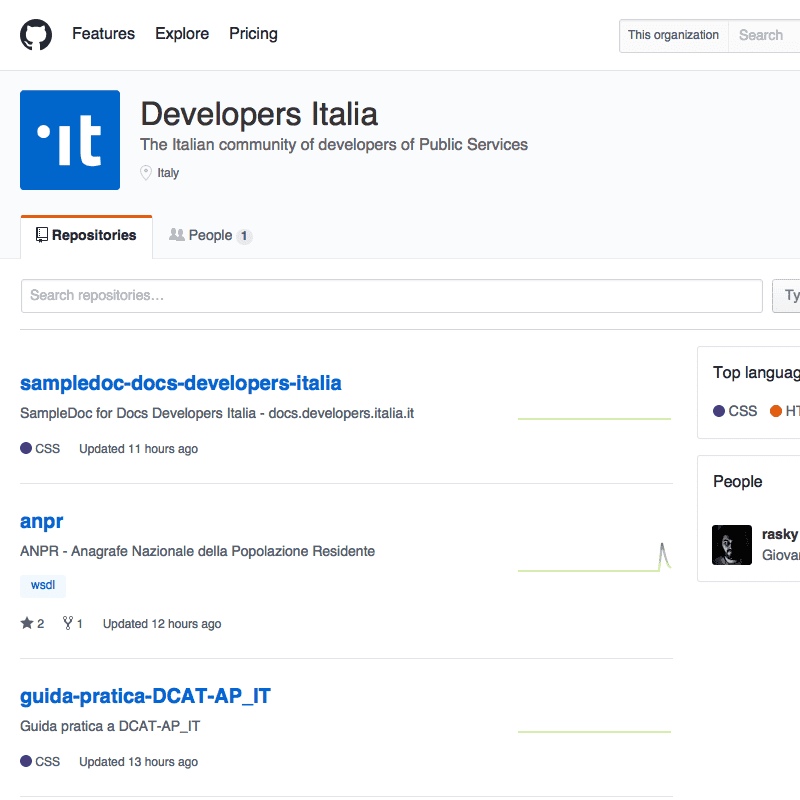 Features Explore Pricing
This organization Search
·it
Developers Italia
The Italian community of developers of Public Services
Italy
Repositories People 1
Search repositories…
Ty
sampledoc-docs-developers-italia
SampleDoc for Docs Developers Italia - docs.developers.italia.it
CSS Updated 11 hours ago
anpr
ANPR - Anagrafe Nazionale della Popolazione Residente
wsdl
2 1 Updated 12 hours ago
guida-pratica-DCAT-AP_IT
Guida pratica a DCAT-AP_IT
CSS Updated 13 hours ago
Top languag
CSS HT
People
rasky
Giovan